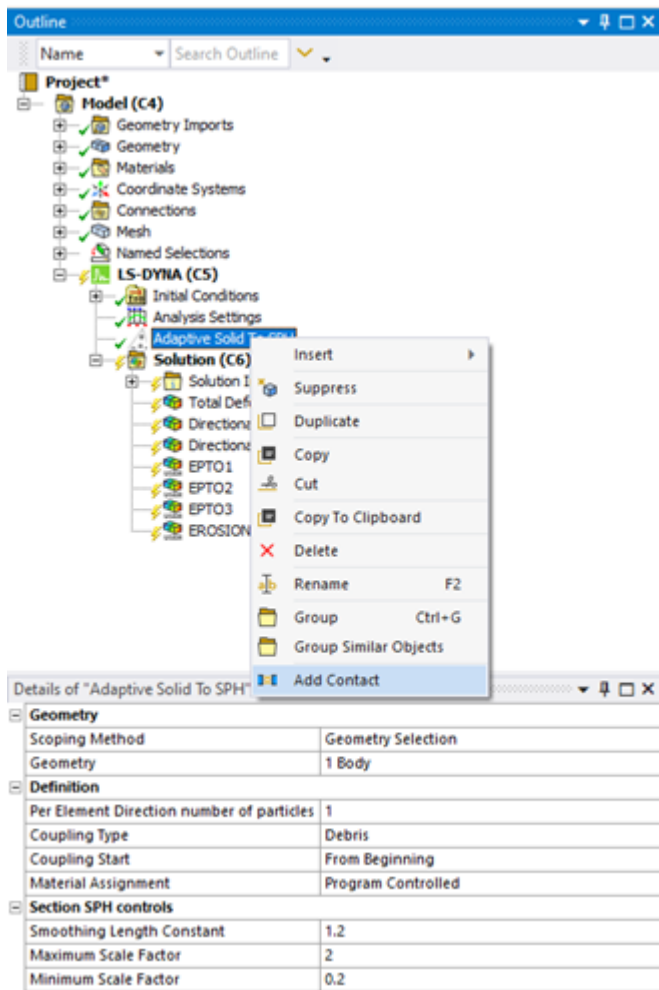 Outline
Name Search Outline
Project*
Model (C4)
Geometry Imports
Geometry
Materials
Coordinate Systems
Connections
Mesh
Named Selections
LS-DYNA (C5)
Initial Conditions
Analysis Settings
Adaptive Solid To SPH
Solution (C6)
Solution I
Total Defo
Directiona
Directiona
EPTO1
EPTO2
EPTO3
EROSION
Insert
Suppress
Duplicate
Copy
Cut
Copy To Clipboard
Delete
Rename F2
Group Ctrl+G
Group Similar Objects
Add Contact
Details of "Adaptive Solid To SPH"
Geometry
Scoping Method Geometry Selection
Geometry 1 Body
Definition
Per Element Direction number of particles 1
Coupling Type Debris
Coupling Start From Beginning
Material Assignment Program Controlled
Section SPH controls
Smoothing Length Constant 1.2
Maximum Scale Factor 2
Minimum Scale Factor 0.2